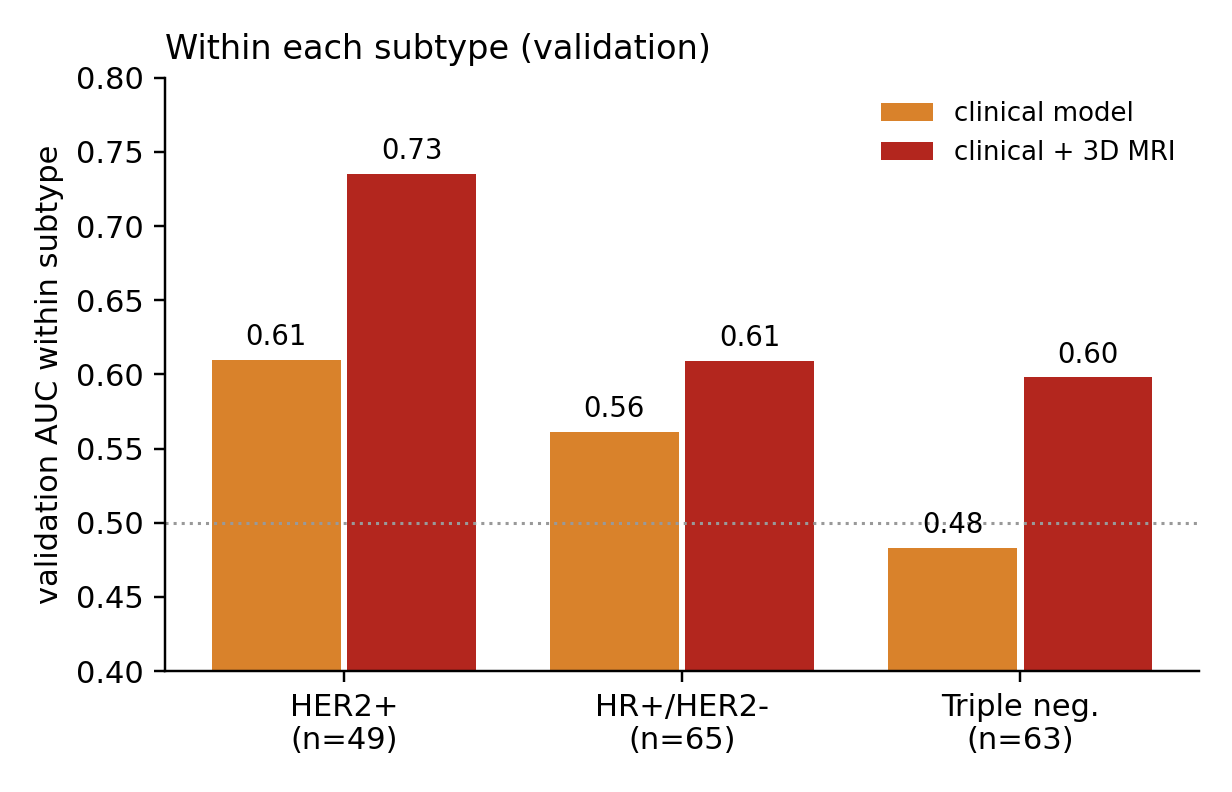 Within each subtype (validation)
validation AUC within subtype
0.80
0.75
0.70
0.65
0.60
0.55
0.50
0.45
0.40
clinical model
clinical + 3D MRI
0.61
0.73
0.56
0.61
0.48
0.60
HER2+
(n=49)
HR+/HER2-
(n=65)
Triple neg.
(n=63)